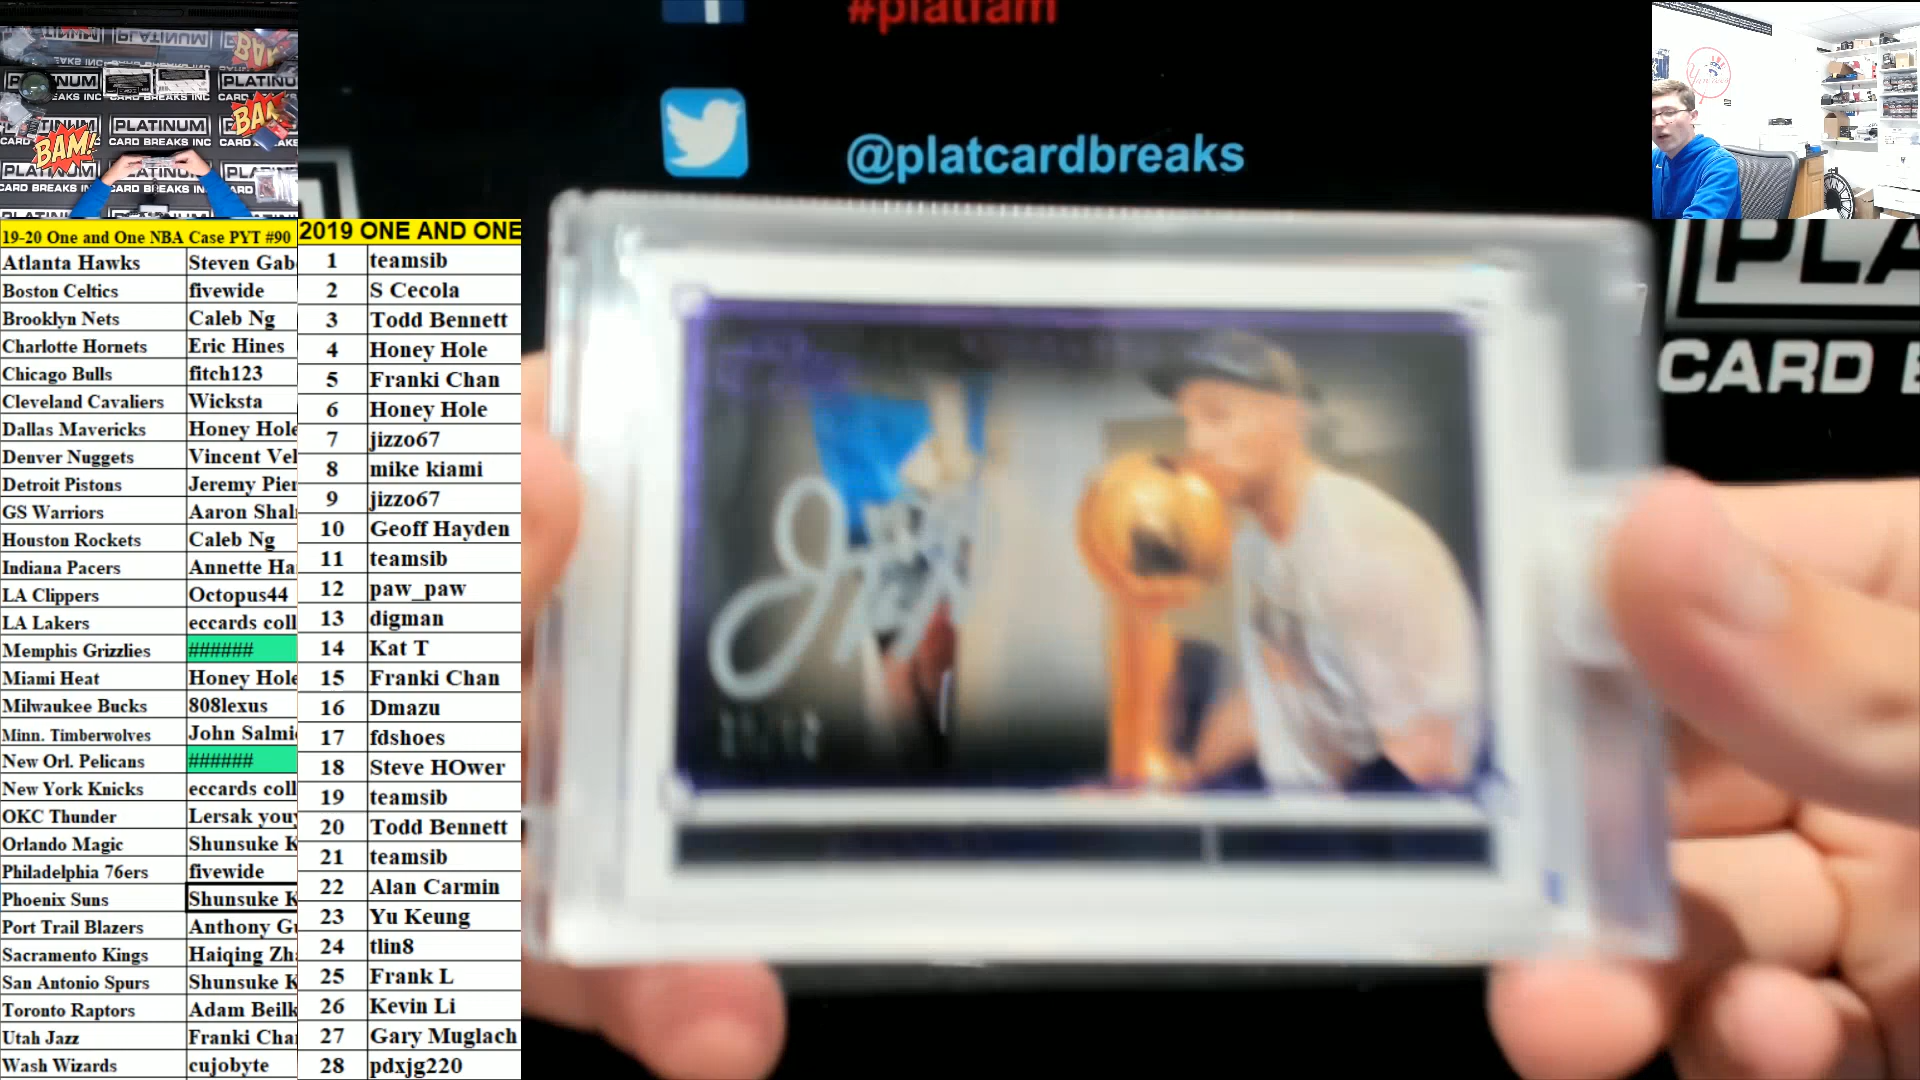 #platfam
@platcardbreaks
PLATINUM
CARD BREAKS INC
BAM!
19-20 One and One NBA Case PYT #90
Atlanta Hawks Steven Gab
Boston Celtics fivewide
Brooklyn Nets Caleb Ng
Charlotte Hornets Eric Hines
Chicago Bulls fitch123
Cleveland Cavaliers Wicksta
Dallas Mavericks Honey Hole
Denver Nuggets Vincent Vel
Detroit Pistons Jeremy Pier
GS Warriors Aaron Shal
Houston Rockets Caleb Ng
Indiana Pacers Annette Ha
LA Clippers Octopus44
LA Lakers eccards coll
Memphis Grizzlies ######
Miami Heat Honey Hole
Milwaukee Bucks 808lexus
Minn. Timberwolves John Salmi
New Orl. Pelicans ######
New York Knicks eccards coll
OKC Thunder Lersak youy
Orlando Magic Shunsuke K
Philadelphia 76ers fivewide
Phoenix Suns Shunsuke K
Port Trail Blazers Anthony Gu
Sacramento Kings Haiqing Zh
San Antonio Spurs Shunsuke K
Toronto Raptors Adam Beilk
Utah Jazz Franki Cha
Wash Wizards cujobyte
2019 ONE AND ONE
1 teamsib
2 S Cecola
3 Todd Bennett
4 Honey Hole
5 Franki Chan
6 Honey Hole
7 jizzo67
8 mike kiami
9 jizzo67
10 Geoff Hayden
11 teamsib
12 paw_paw
13 digman
14 Kat T
15 Franki Chan
16 Dmazu
17 fdshoes
18 Steve HOwer
19 teamsib
20 Todd Bennett
21 teamsib
22 Alan Carmin
23 Yu Keung
24 tlin8
25 Frank L
26 Kevin Li
27 Gary Muglach
28 pdxjg220
PLA
CARD B